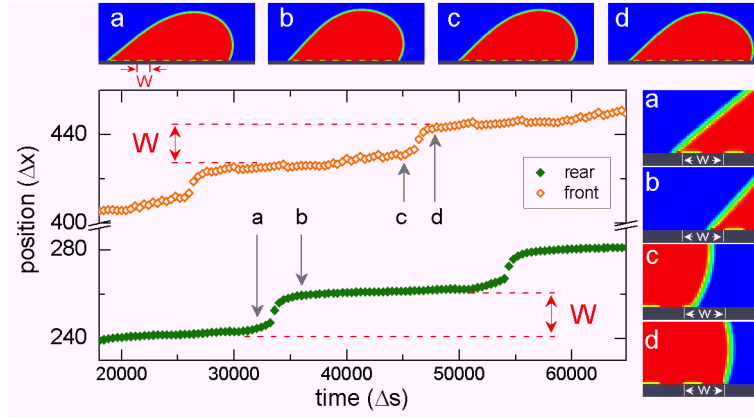 a
b
c
d
W
position (Δx)
440
400
280
240
W
a
b
c
d
rear
front
W
20000
30000
40000
50000
60000
time (Δs)
a
W
b
W
c
W
d
W